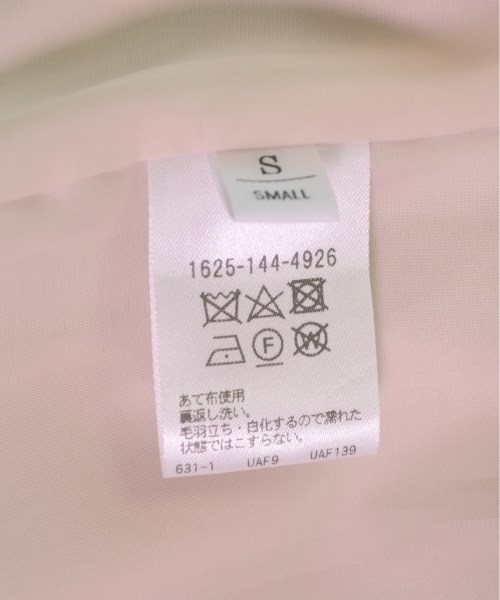 S
SMALL
1625-144-4926
F
W
あて布使用
裏返し洗い。
毛羽立ち・白化するので濡れた
状態ではこすらない。
631-1 UAF9 UAF139